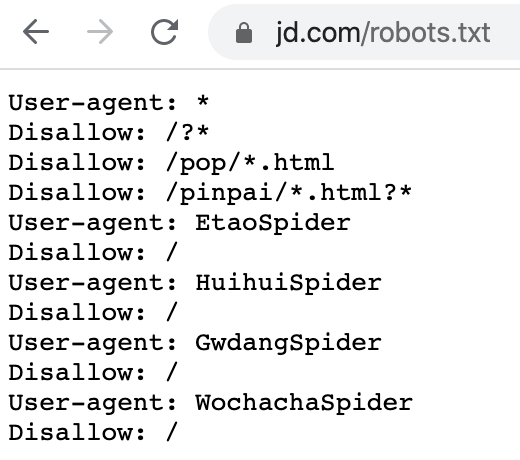 jd.com/robots.txt
User-agent: *
Disallow: /?*
Disallow: /pop/*.html
Disallow: /pinpai/*.html?*
User-agent: EtaoSpider
Disallow: /
User-agent: HuihuiSpider
Disallow: /
User-agent: GwdangSpider
Disallow: /
User-agent: WochachaSpider
Disallow: /